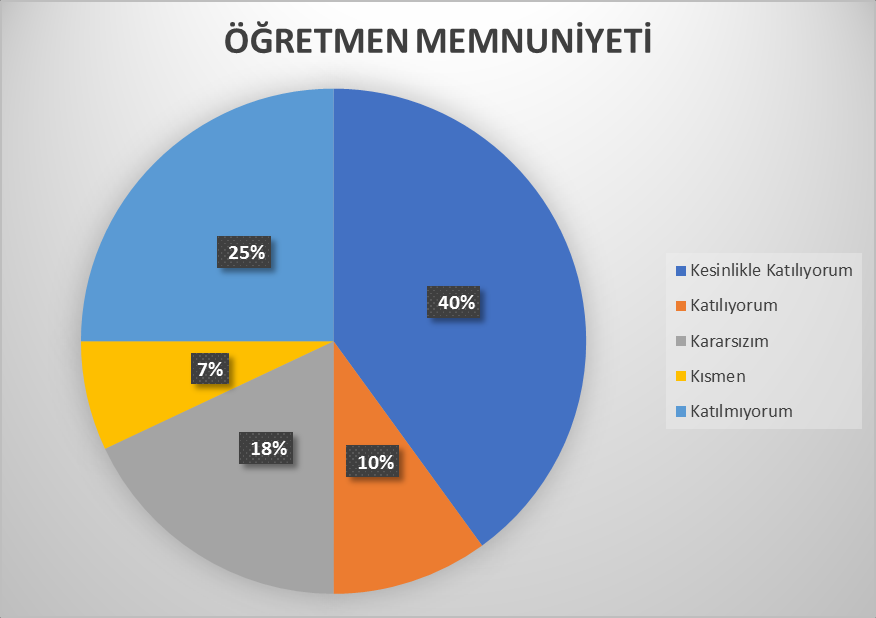 ÖĞRETMEN MEMNUNİYETİ
25%
40%
7%
18%
10%
Kesinlikle Katılıyorum
Katılıyorum
Kararsızım
Kısmen
Katılmıyorum